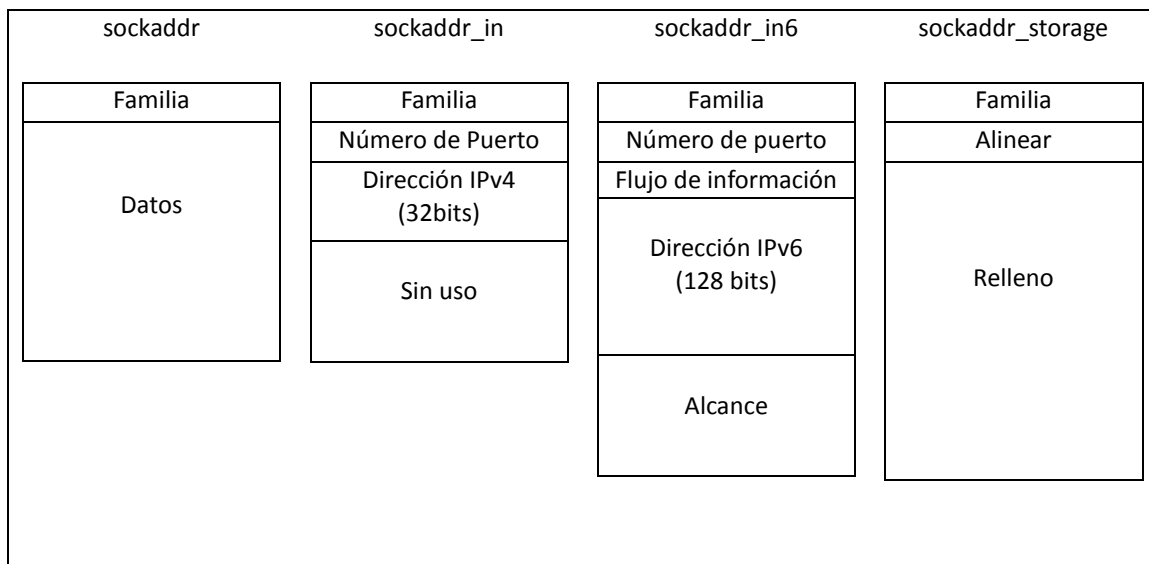 sockaddr
sockaddr_in
sockaddr_in6
sockaddr_storage
Familia
Datos
Familia
Número de Puerto
Dirección IPv4
(32bits)
Sin uso
Familia
Número de puerto
Flujo de información
Dirección IPv6
(128 bits)
Alcance
Familia
Alinear
Relleno